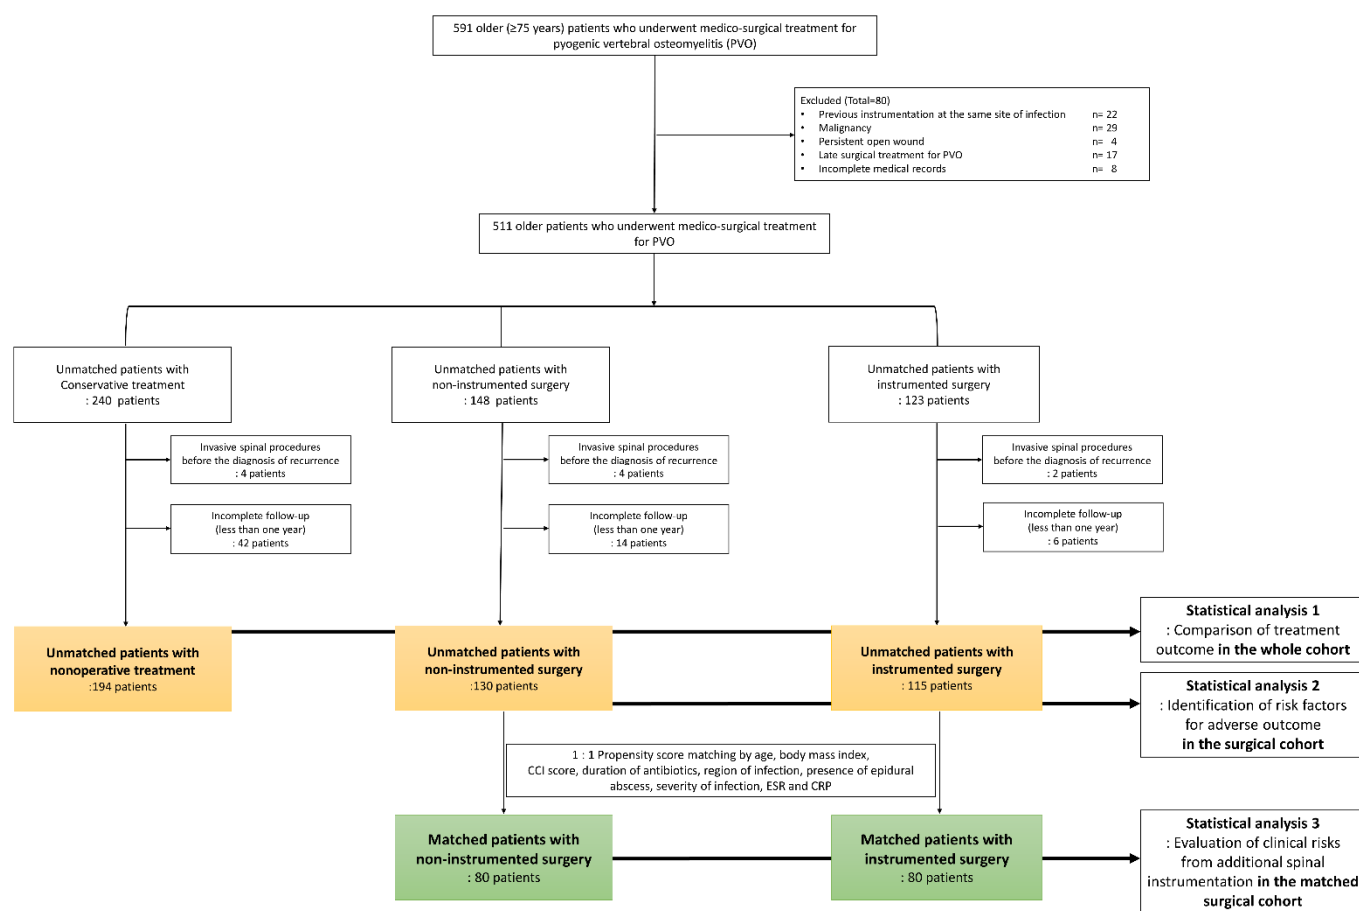 591 older (≥75 years) patients who underwent medico-surgical treatment for
pyogenic vertebral osteomyelitis (PVO)
Excluded (Total=80)
• Previous instrumentation at the same site of infection n= 22
• Malignancy n= 29
• Persistent open wound n= 4
• Late surgical treatment for PVO n= 17
• Incomplete medical records n= 8
511 older patients who underwent medico-surgical treatment
for PVO
Unmatched patients with
Conservative treatment
: 240 patients
Unmatched patients with
non-instrumented surgery
: 148 patients
Unmatched patients with
instrumented surgery
: 123 patients
Invasive spinal procedures
before the diagnosis of recurrence
: 4 patients
Invasive spinal procedures
before the diagnosis of recurrence
: 4 patients
Invasive spinal procedures
before the diagnosis of recurrence
: 2 patients
Incomplete follow-up
(less than one year)
: 42 patients
Incomplete follow-up
(less than one year)
: 14 patients
Incomplete follow-up
(less than one year)
: 6 patients
Unmatched patients with
nonoperative treatment
:194 patients
Unmatched patients with
non-instrumented surgery
:130 patients
Unmatched patients with
instrumented surgery
: 115 patients
Statistical analysis 1
: Comparison of treatment
outcome in the whole cohort
Statistical analysis 2
: Identification of risk factors
for adverse outcome
in the surgical cohort
1 : 1 Propensity score matching by age, body mass index,
CCI score, duration of antibiotics, region of infection, presence of epidural
abscess, severity of infection, ESR and CRP
Matched patients with
non-instrumented surgery
: 80 patients
Matched patients with
instrumented surgery
: 80 patients
Statistical analysis 3
: Evaluation of clinical risks
from additional spinal
instrumentation in the matched
surgical cohort